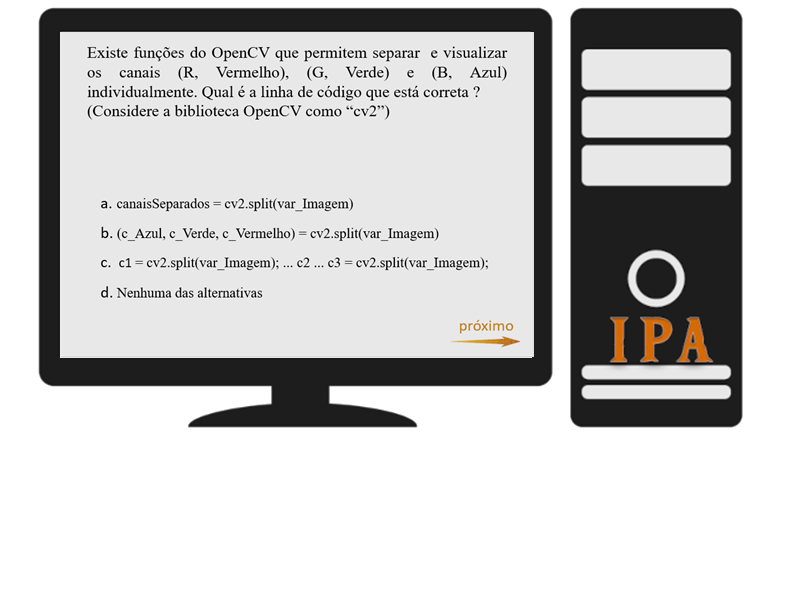 Existe funções do OpenCV que permitem separar e visualizar
os canais (R, Vermelho), (G, Verde) e (B, Azul)
individualmente. Qual é a linha de código que está correta ?
(Considere a biblioteca OpenCV como “cv2”)
a. canaisSeparados = cv2.split(var_Imagem)
b. (c_Azul, c_Verde, c_Vermelho) = cv2.split(var_Imagem)
c. c1 = cv2.split(var_Imagem); ... c2 ... c3 = cv2.split(var_Imagem);
d. Nenhuma das alternativas
próximo
IPA